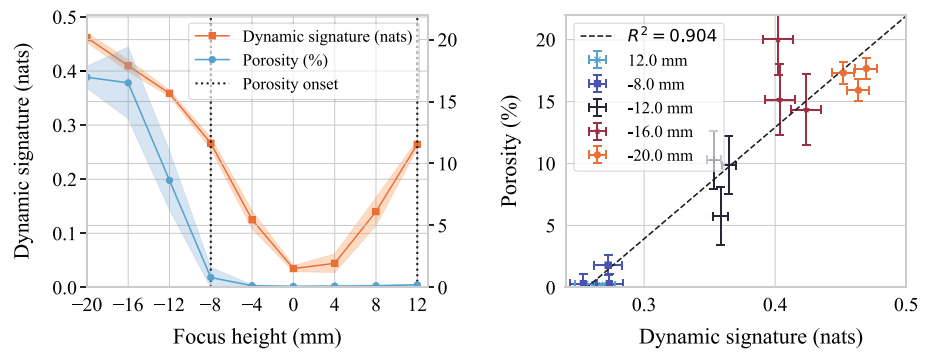 Dynamic signature (nats)
0.5
0.4
0.3
0.2
0.1
0.0
Dynamic signature (nats)
Porosity (%)
Porosity onset
20
15
10
5
0
−20 −16 −12 −8 −4 0 4 8 12
Focus height (mm)
Porosity (%)
20
15
10
5
0
R² = 0.904
12.0 mm
-8.0 mm
-12.0 mm
-16.0 mm
-20.0 mm
0.3 0.4 0.5
Dynamic signature (nats)